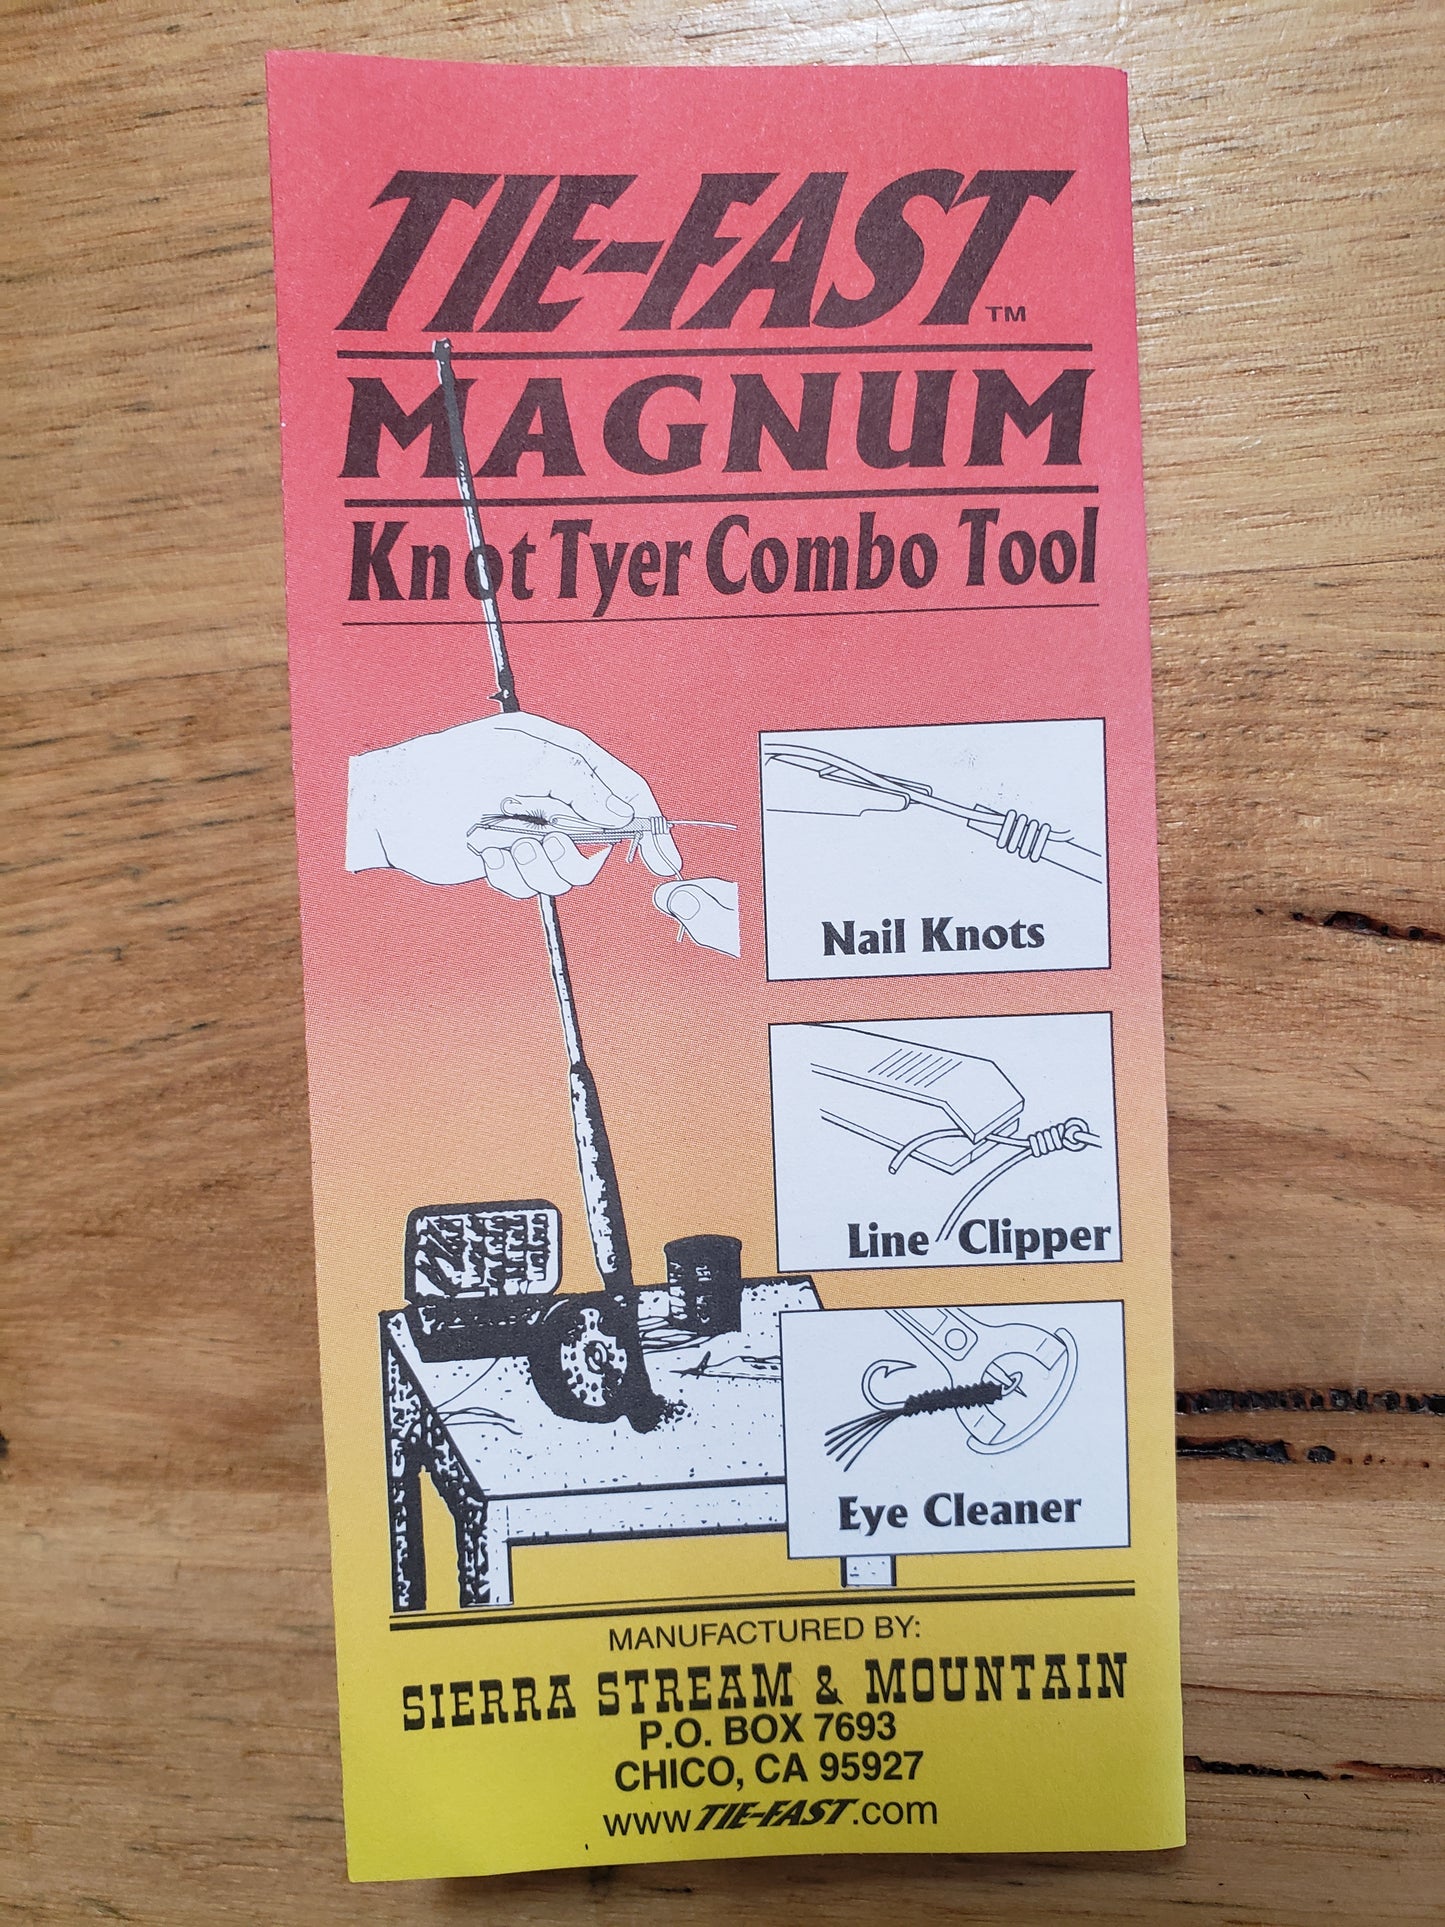 TIE-FAST™
MAGNUM
Knot Tyer Combo Tool
Nail Knots
Line Clipper
Eye Cleaner
MANUFACTURED BY:
SIERRA STREAM & MOUNTAIN
P.O. BOX 7693
CHICO, CA 95927
www.TIE-FAST.com